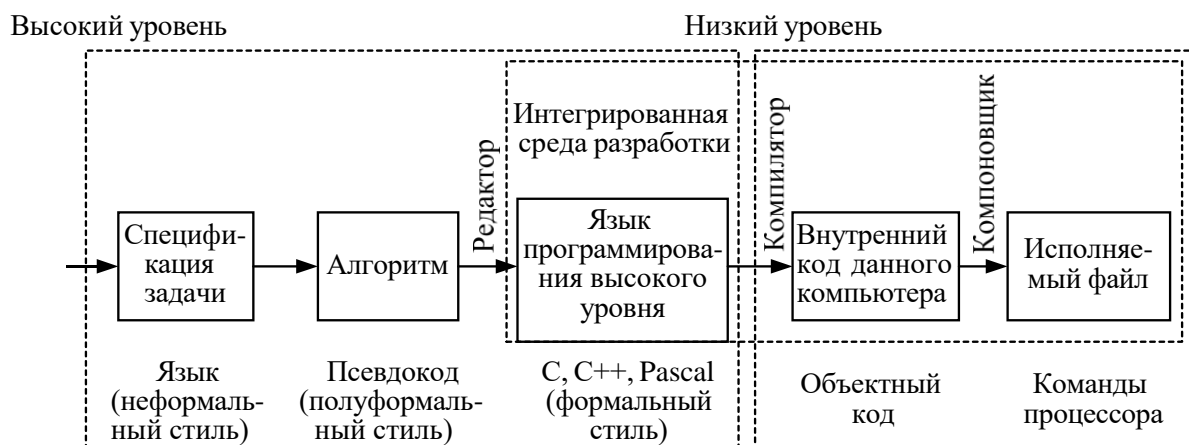 Высокий уровень
Низкий уровень
Интегрированная
среда разработки
Редактор
Компилятор
Компоновщик
Специфи-
кация
задачи
Алгоритм
Язык
программирова-
ния высокого
уровня
Внутренний
код данного
компьютера
Исполняе-
мый файл
Язык
(неформаль-
ный стиль)
Псевдокод
(полуформаль-
ный стиль)
C, C++, Pascal
(формальный
стиль)
Объектный
код
Команды
процессора